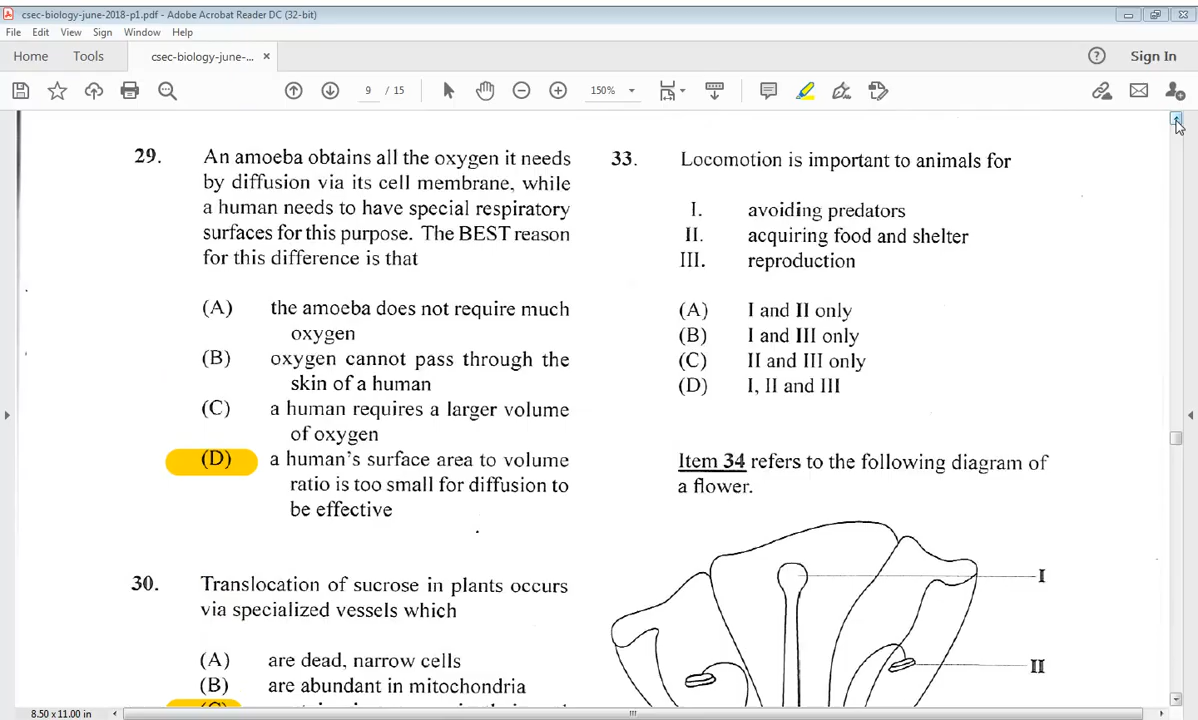 csec-biology-june-2018-p1.pdf - Adobe Acrobat Reader DC (32-bit)
File Edit View Sign Window Help
Home Tools csec-biology-june-... × Sign In
9 / 15 150%
29. An amoeba obtains all the oxygen it needs
by diffusion via its cell membrane, while
a human needs to have special respiratory
surfaces for this purpose. The BEST reason
for this difference is that
(A) the amoeba does not require much
oxygen
(B) oxygen cannot pass through the
skin of a human
(C) a human requires a larger volume
of oxygen
(D) a human's surface area to volume
ratio is too small for diffusion to
be effective
30. Translocation of sucrose in plants occurs
via specialized vessels which
(A) are dead, narrow cells
(B) are abundant in mitochondria
33. Locomotion is important to animals for
I. avoiding predators
II. acquiring food and shelter
III. reproduction
(A) I and II only
(B) I and III only
(C) II and III only
(D) I, II and III
Item 34 refers to the following diagram of
a flower.
I
II
8.50 x 11.00 in